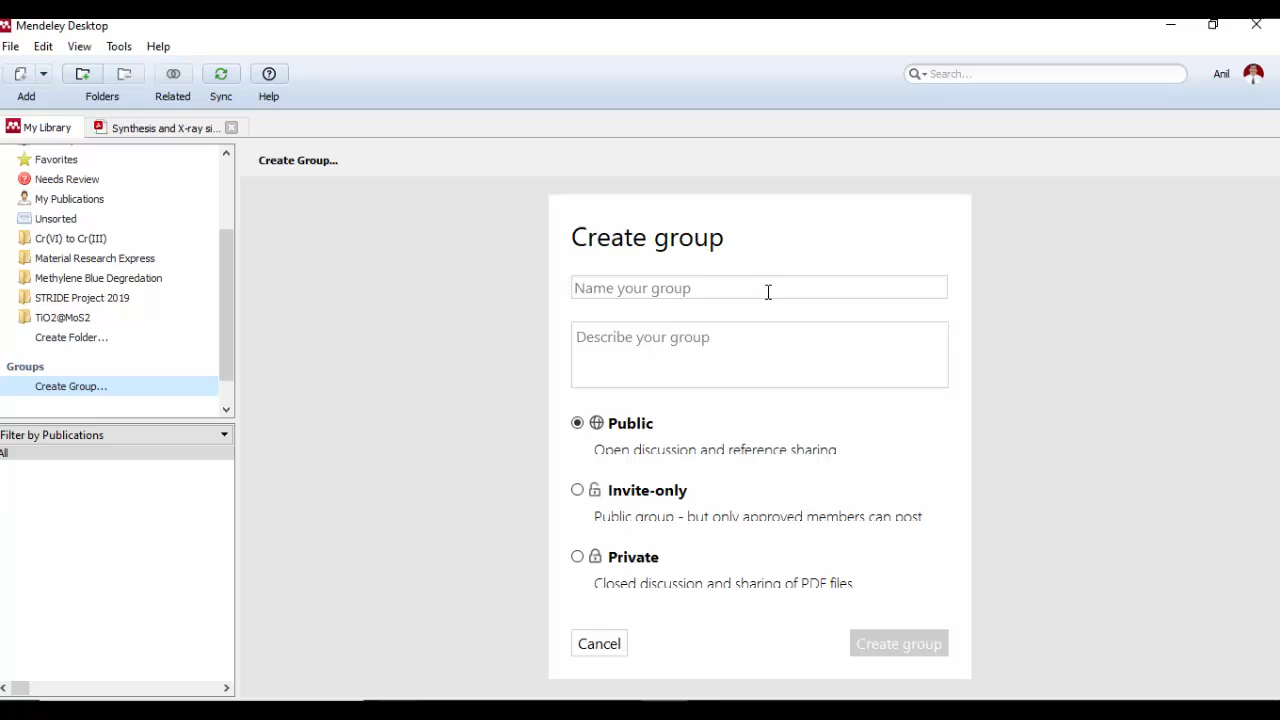 Mendeley Desktop
File Edit View Tools Help
Search... Anil
Add Folders Related Sync Help
My Library Synthesis and X-ray si...
Favorites
Needs Review
My Publications
Unsorted
Cr(VI) to Cr(III)
Material Research Express
Methylene Blue Degredation
STRIDE Project 2019
TiO2@MoS2
Create Folder...
Groups
Create Group...
Filter by Publications
All
Create Group...
Create group
Name your group
Describe your group
Public
Open discussion and reference sharing
Invite-only
Public group - but only approved members can post
Private
Closed discussion and sharing of PDF files
Cancel Create group